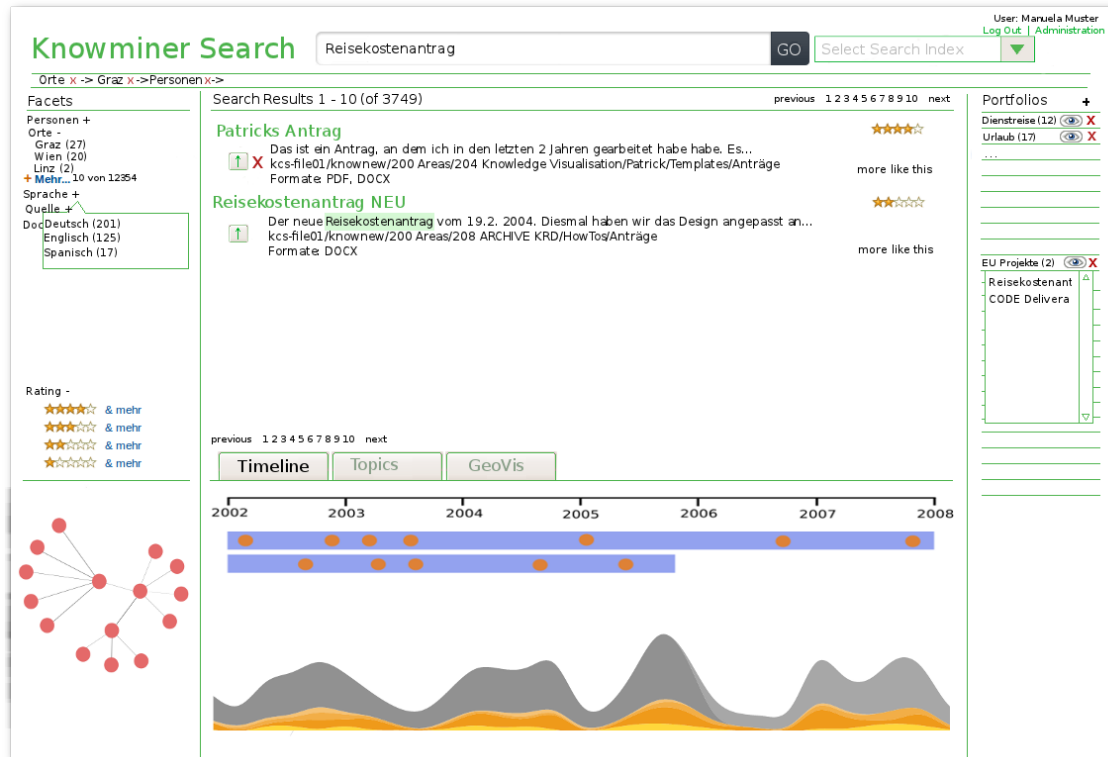 User: Manuela Muster
Log Out | Administration
Knowminer Search
Reisekostenantrag
GO
Select Search Index
Orte x -> Graz x ->Personen x->
Facets
Personen +
Orte -
Graz (27)
Wien (20)
Linz (2)
+ Mehr... 10 von 12354
Sprache +
Quelle +
Doc
Deutsch (201)
Englisch (125)
Spanisch (17)
Rating -
& mehr
& mehr
& mehr
& mehr
Search Results 1 - 10 (of 3749)
previous 1 2 3 4 5 6 7 8 9 10 next
Patricks Antrag
Das ist ein Antrag, an dem ich in den letzten 2 Jahren gearbeitet habe habe. Es...
X
kcs-file01/knownew/200 Areas/204 Knowledge Visualisation/Patrick/Templates/Anträge
more like this
Formate: PDF, DOCX
Reisekostenantrag NEU
Der neue Reisekostenantrag vom 19.2. 2004. Diesmal haben wir das Design angepasst an...
kcs-file01/knownew/200 Areas/208 ARCHIVE KRD/HowTos/Anträge
more like this
Formate: DOCX
previous 1 2 3 4 5 6 7 8 9 10 next
Timeline
Topics
GeoVis
2002 2003 2004 2005 2006 2007 2008
Portfolios +
Dienstreise (12) X
Urlaub (17) X
...
EU Projekte (2) X
Reisekostenant
CODE Delivera